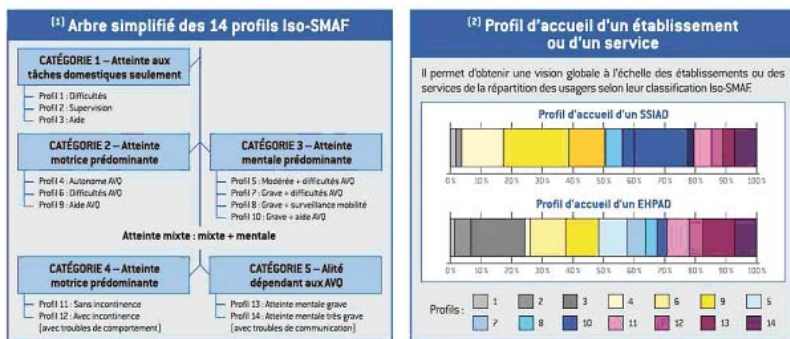 [1] Arbre simplifié des 14 profils Iso-SMAF
CATÉGORIE 1 – Atteinte aux
tâches domestiques seulement
Profil 1 : Difficultés
Profil 2 : Supervision
Profil 3 : Aide
CATÉGORIE 2 – Atteinte
motrice prédominante
Profil 4 : Autonome AVQ
Profil 6 : Difficultés AVQ
Profil 9 : Aide AVQ
CATÉGORIE 3 – Atteinte
mentale prédominante
Profil 5 : Modérée + difficultés AVQ
Profil 7 : Grave + difficultés AVQ
Profil 8 : Grave + surveillance mobilité
Profil 10 : Grave + aide AVQ
Atteinte mixte : mixte + mentale
CATÉGORIE 4 – Atteinte
motrice prédominante
Profil 11 : Sans incontinence
Profil 12 : Avec incontinence
(avec troubles de comportement)
CATÉGORIE 5 – Alité
dépendant aux AVQ
Profil 13 : Atteinte mentale grave
Profil 14 : Atteinte mentale très grave
(avec troubles de communication)
[2] Profil d'accueil d'un établissement
ou d'un service
Il permet d'obtenir une vision globale à l'échelle des établissements ou des
services de la répartition des usagers selon leur classification Iso-SMAF.
Profil d'accueil d'un SSIAD
0 % 10 % 20 % 30 % 40 % 50 % 60 % 70 % 80 % 90 % 100 %
Profil d'accueil d'un EHPAD
0 % 10 % 20 % 30 % 40 % 50 % 60 % 70 % 80 % 90 % 100 %
Profils : 1 2 3 4 6 9 5
7 8 10 11 12 13 14